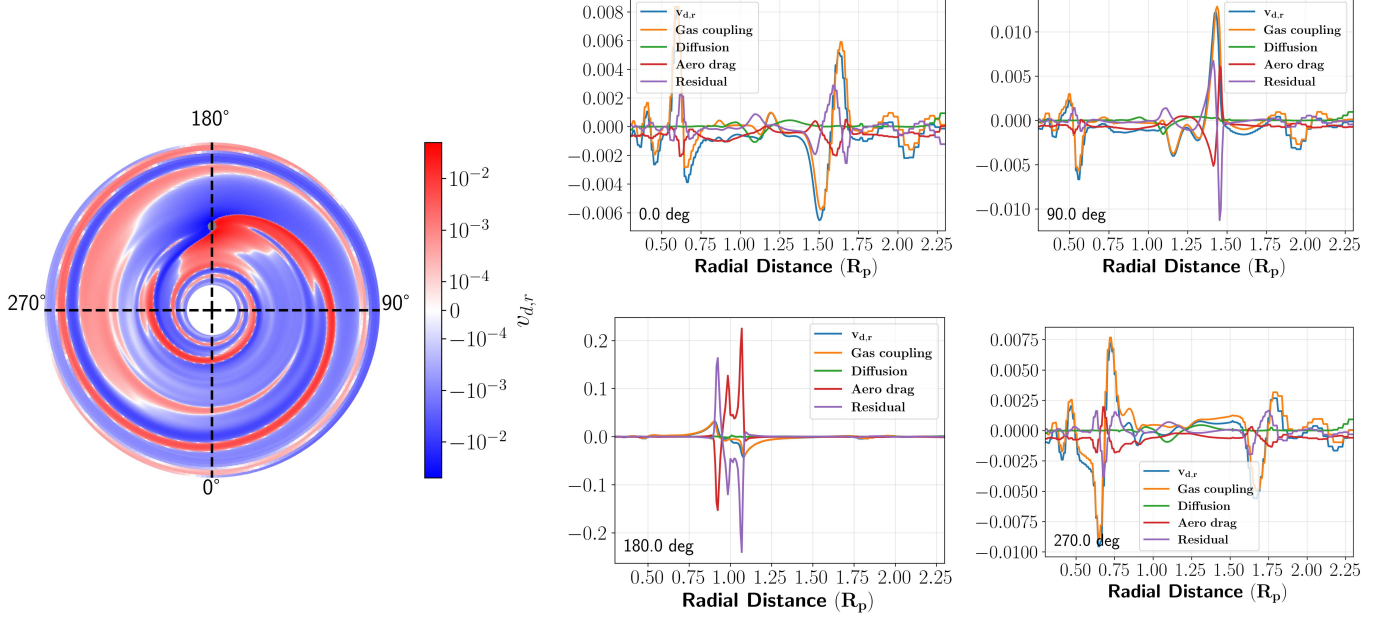 180°
270°
90°
0°
10⁻²
10⁻³
10⁻⁴
0
−10⁻⁴
−10⁻³
−10⁻²
v_{d,r}
0.008
0.006
0.002
0.000
−0.002
−0.004
−0.006
v_{d,r}
Gas coupling
Diffusion
Aero drag
Residual
0.0 deg
0.50 0.75 1.00 1.25 1.50 1.75 2.00 2.25
Radial Distance (R_p)
0.010
0.005
0.000
−0.005
−0.010
v_{d,r}
Gas coupling
Diffusion
Aero drag
Residual
90.0 deg
0.50 0.75 1.00 1.25 1.50 1.75 2.00 2.25
Radial Distance (R_p)
0.2
0.1
0.0
−0.1
−0.2
v_{d,r}
Gas coupling
Diffusion
Aero drag
Residual
180.0 deg
0.50 0.75 1.00 1.25 1.50 1.75 2.00 2.25
Radial Distance (R_p)
0.0075
0.0050
0.0025
0.0000
−0.0025
−0.0050
−0.0075
−0.0100
v_{d,r}
Gas coupling
Diffusion
Aero drag
Residual
270.0 deg
0.50 0.75 1.00 1.25 1.50 1.75 2.00 2.25
Radial Distance (R_p)